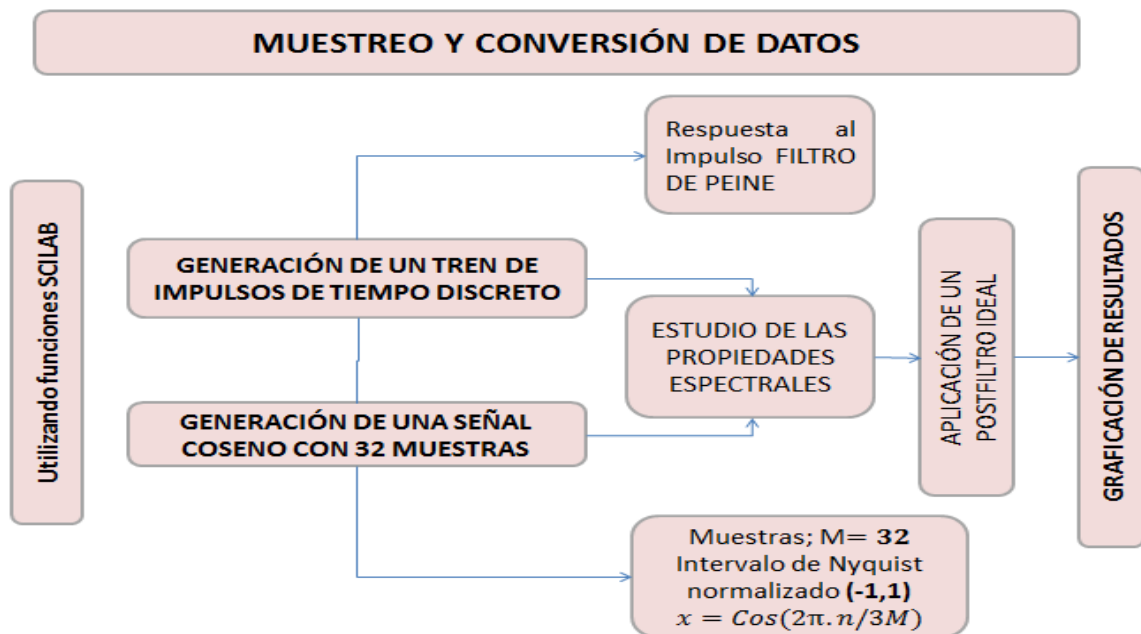 MUESTREO Y CONVERSIÓN DE DATOS
Respuesta al
Impulso FILTRO
DE PEINE
Utilizando funciones SCILAB
GENERACIÓN DE UN TREN DE
IMPULSOS DE TIEMPO DISCRETO
ESTUDIO DE LAS
PROPIEDADES
ESPECTRALES
APLICACIÓN DE UN
POSTFILTRO IDEAL
GRAFICACIÓN DE RESULTADOS
GENERACIÓN DE UNA SEÑAL
COSENO CON 32 MUESTRAS
Muestras; M= 32
Intervalo de Nyquist
normalizado (-1,1)
x = Cos(2π.n/3M)